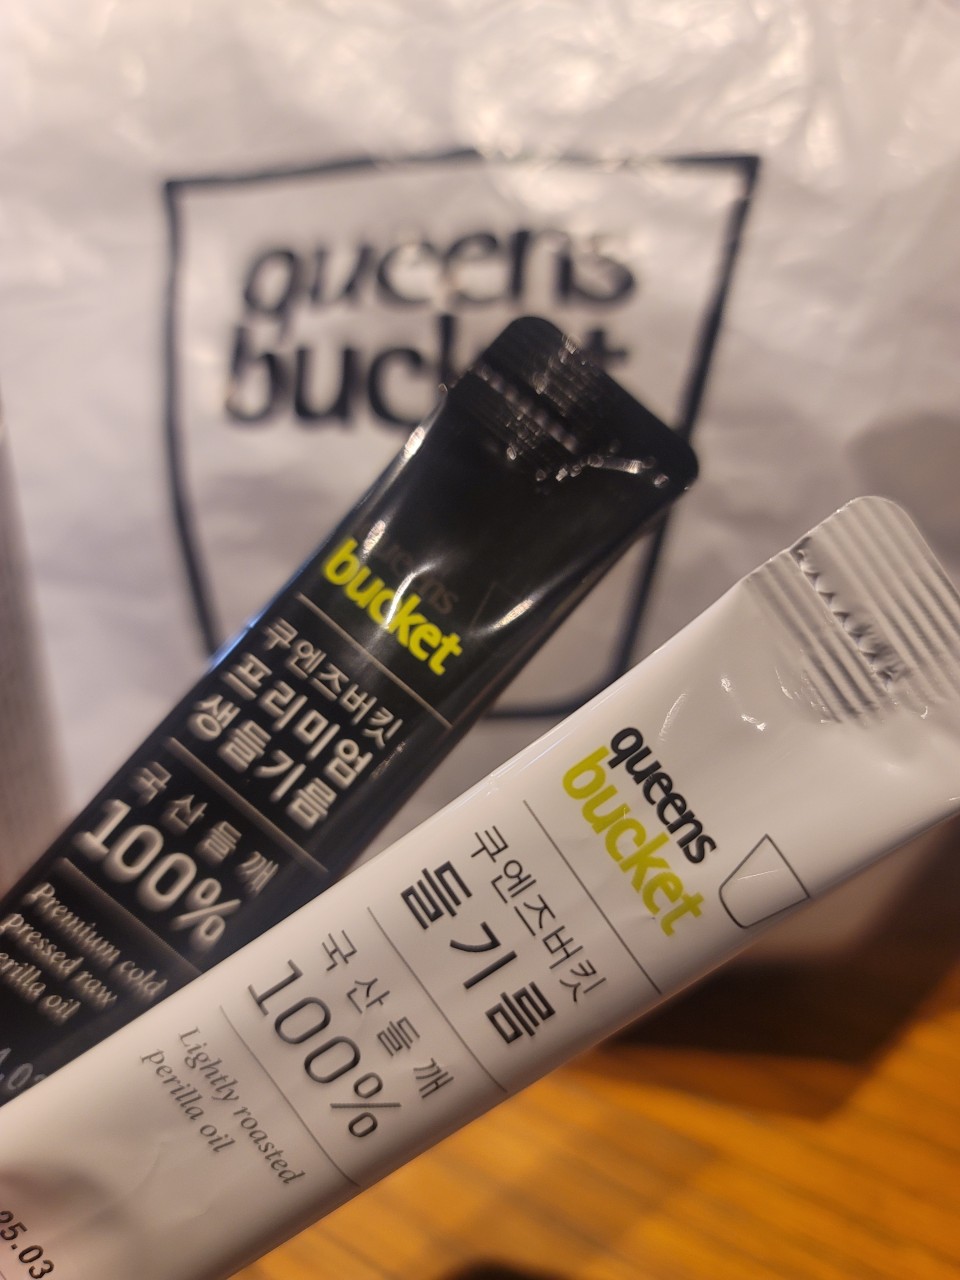 queens
bucket
queens
bucket
쿠엔즈버킷
프리미엄
생들기름
국산들깨
100%
Premium cold
pressed raw
perilla oil
queens
bucket
쿠엔즈버킷
들기름
국산들깨
100%
Lightly roasted
perilla oil
25.03